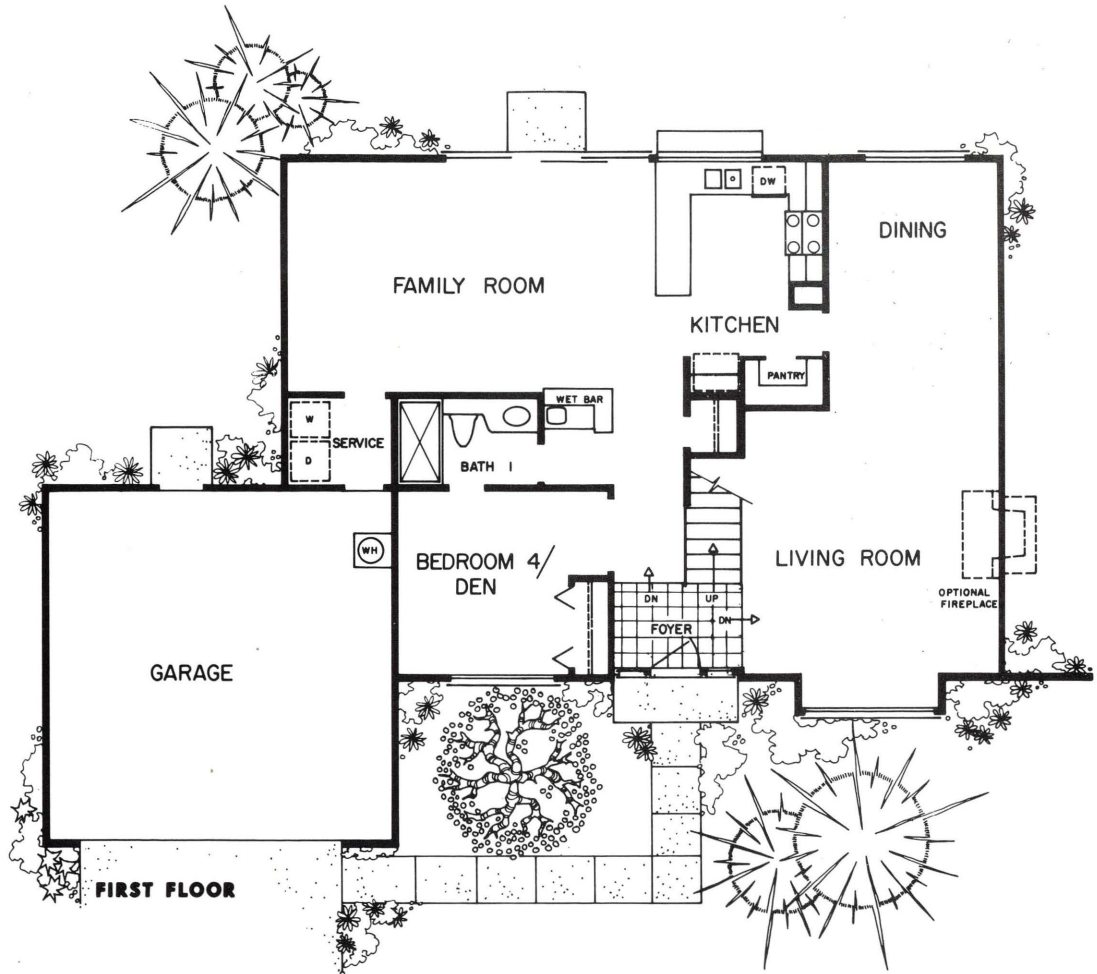 DW
DINING
FAMILY ROOM
KITCHEN
PANTRY
WET BAR
W
SERVICE
D
BATH 1
WH
BEDROOM 4/
DEN
LIVING ROOM
OPTIONAL
FIREPLACE
DN
UP
DN
FOYER
GARAGE
FIRST FLOOR